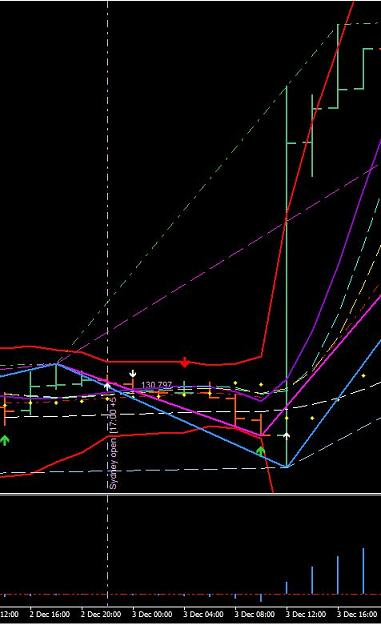 130.797
Sydney open (17:00 +5
12:00
2 Dec 16:00
2 Dec 20:00
3 Dec 00:00
3 Dec 04:00
3 Dec 08:00
3 Dec 12:00
3 Dec 16:00